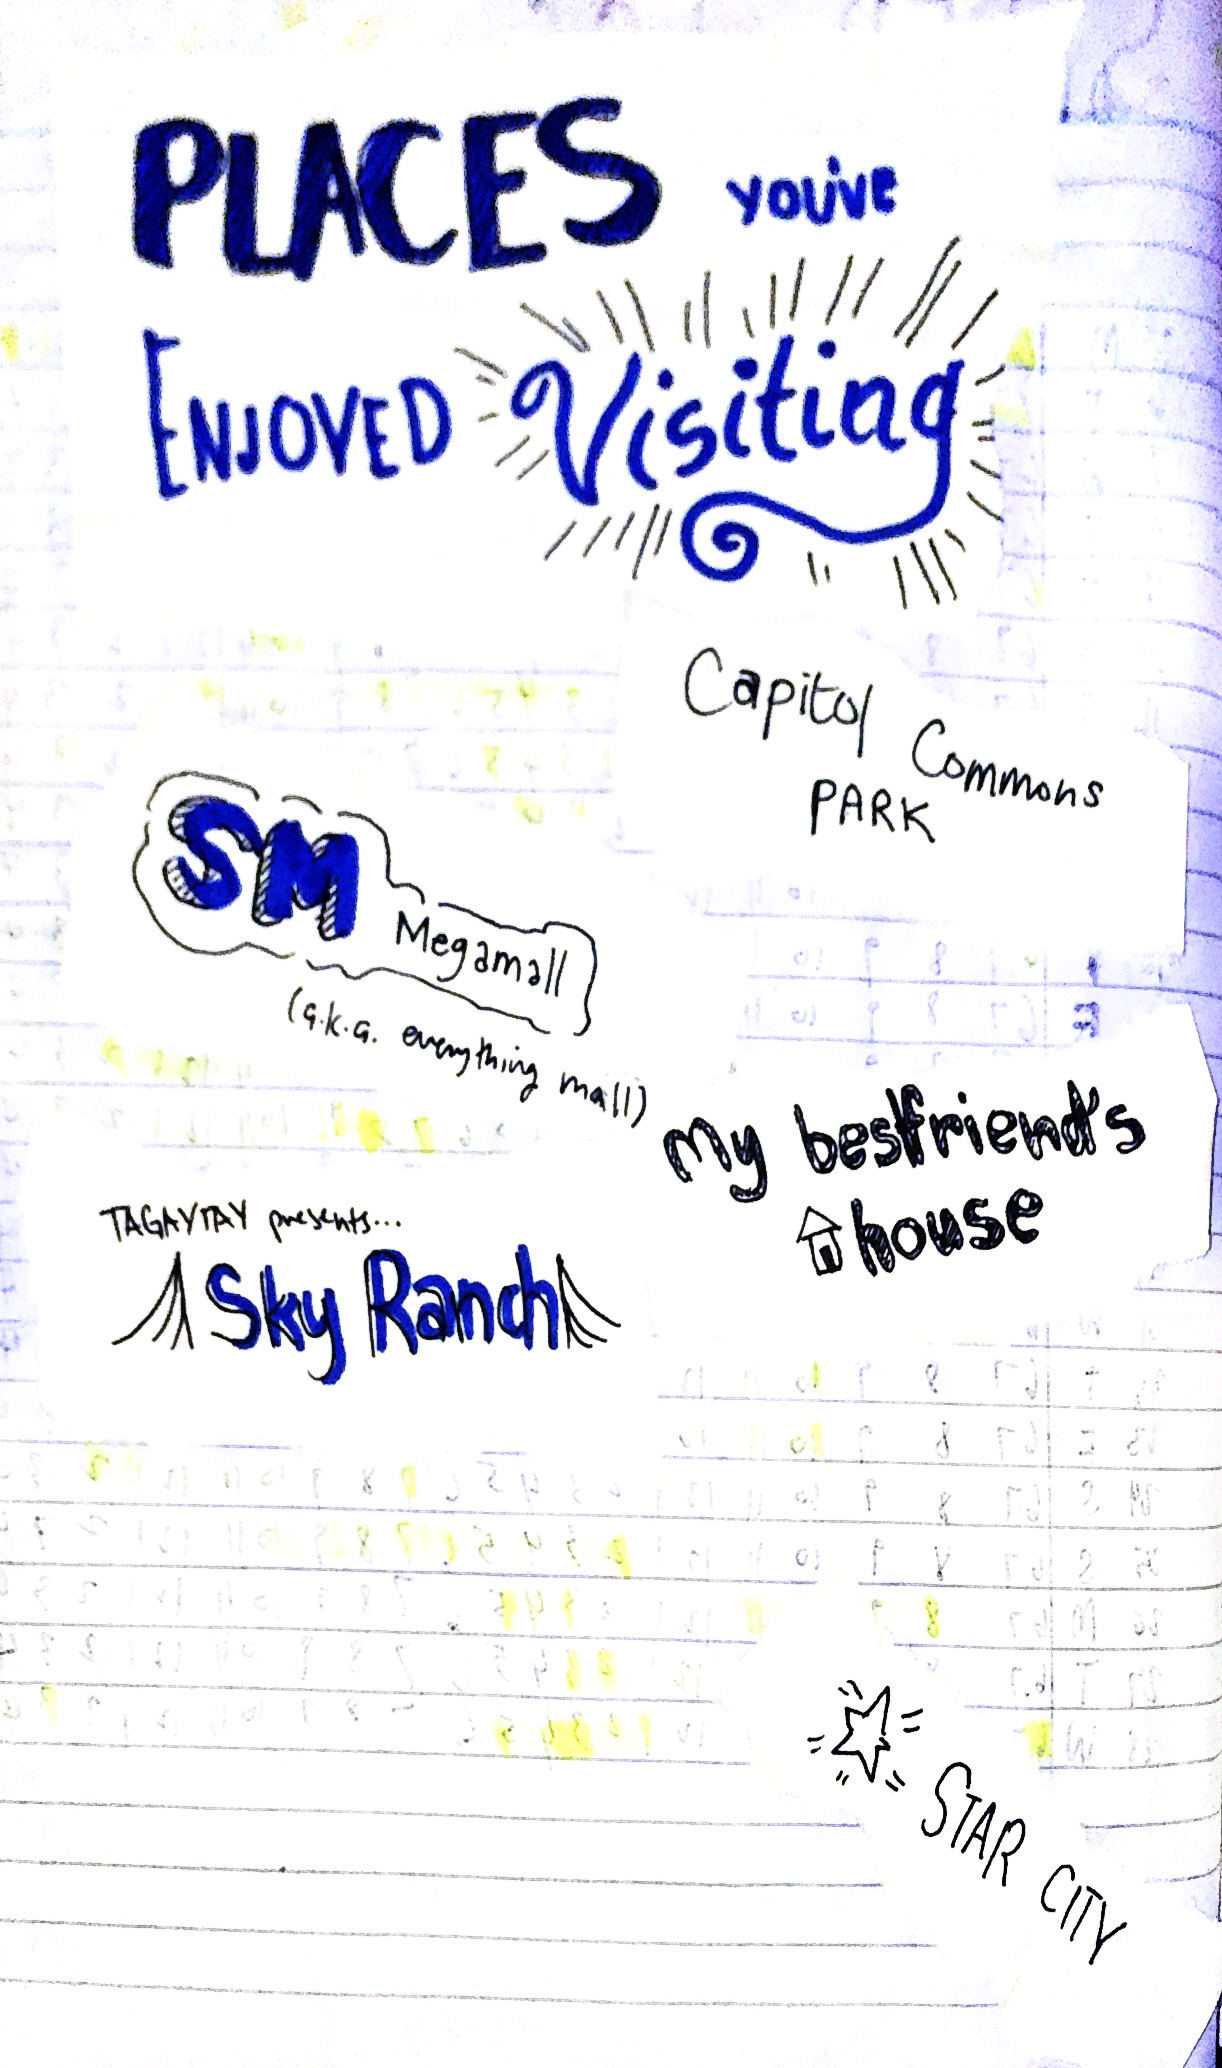 PLACES you've
ENJOYED Visiting
Capitol Commons
PARK
SM Megamall
(a.k.a. everything mall)
my bestfriend's
house
TAGAYTAY presents...
Sky Ranch
STAR CITY